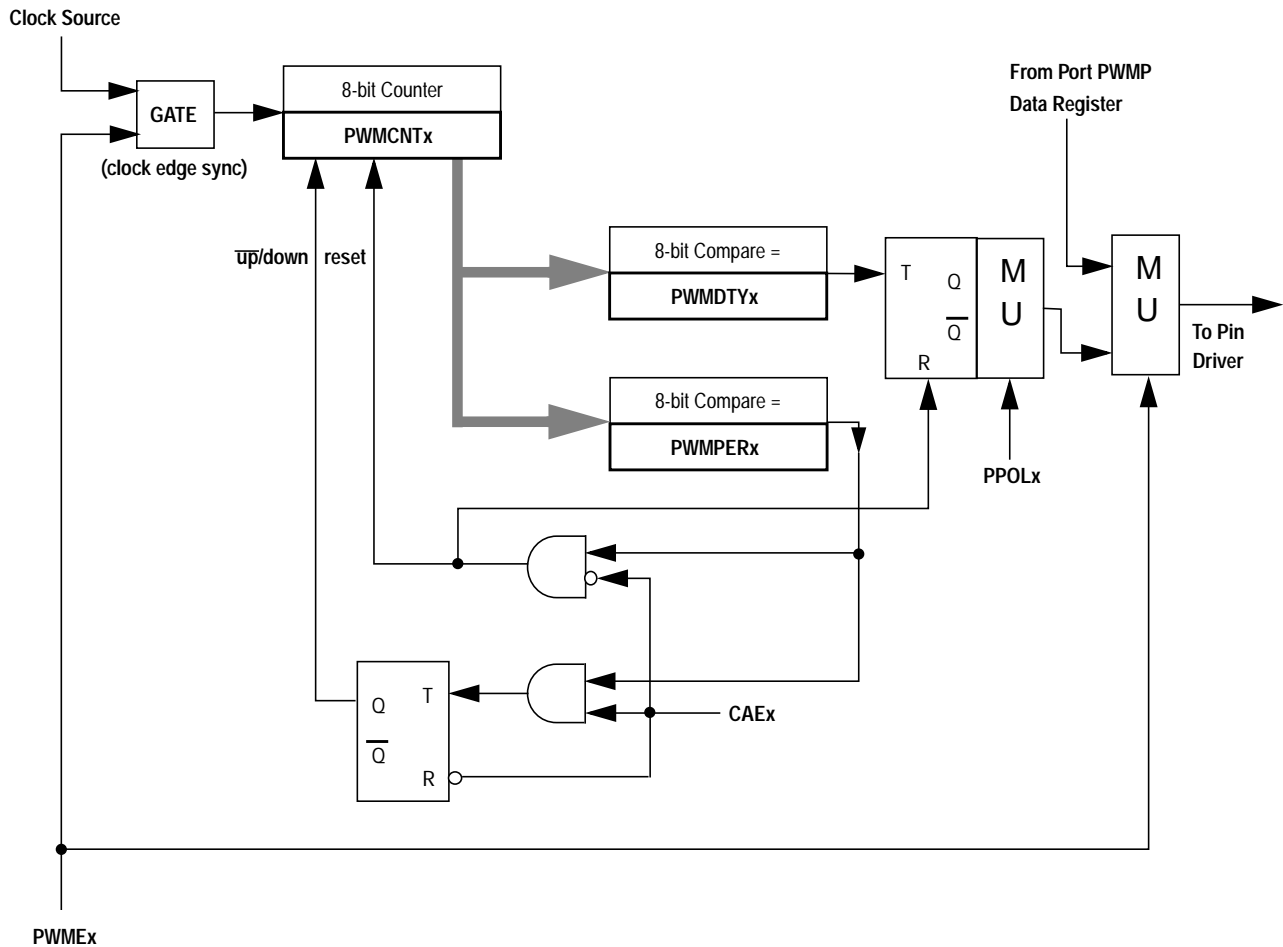 Clock Source
GATE
(clock edge sync)
8-bit Counter
PWMCNTx
From Port PWMP
Data Register
up/down
reset
8-bit Compare =
PWMDTYx
T
Q
Q
R
M
U
M
U
To Pin
Driver
8-bit Compare =
PWMPERx
PPOLx
Q
T
Q
R
CAEx
PWMEx